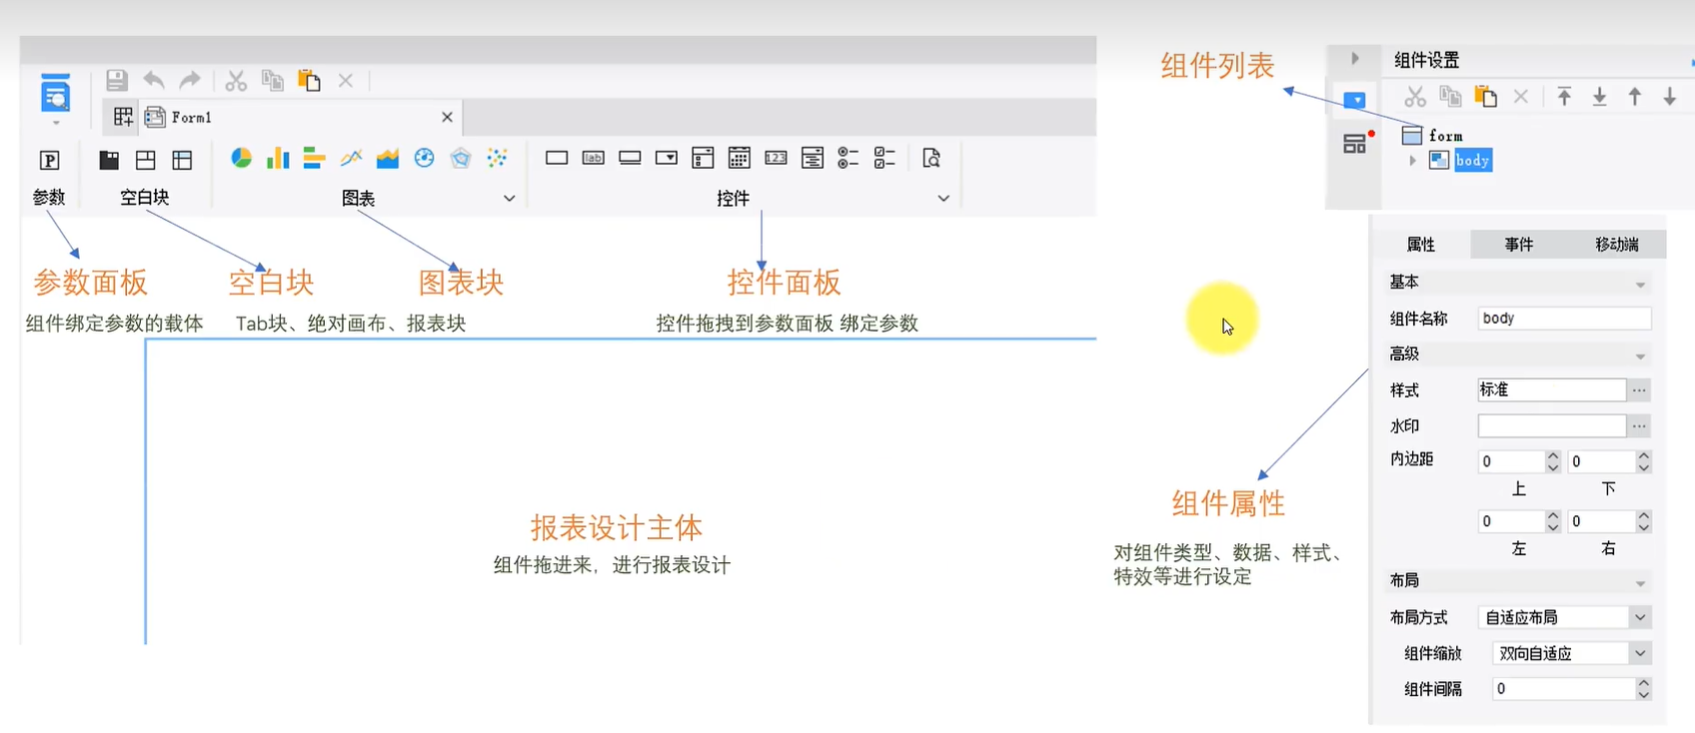 Form1
P
lab
123
参数
空白块
图表
控件
参数面板
空白块
图表块
控件面板
组件绑定参数的载体
Tab块、绝对画布、报表块
控件拖拽到参数面板 绑定参数
报表设计主体
组件拖进来，进行报表设计
组件列表
组件设置
form
body
属性
事件
移动端
基本
组件名称 body
高级
样式 标准 ...
水印 ...
内边距 0 0
上 下
0 0
左 右
布局
布局方式 自适应布局
组件缩放 双向自适应
组件间隔 0
组件属性
对组件类型、数据、样式、
特效等进行设定